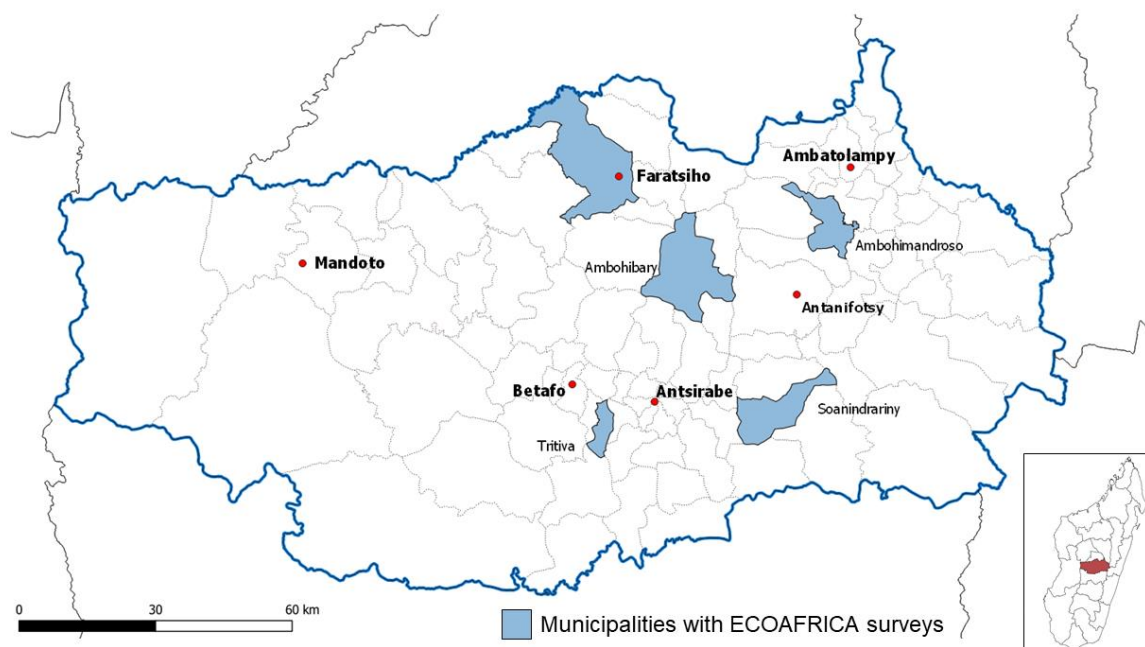 Ambatolampy
Faratsiho
Ambohimandroso
Mandoto
Ambohibary
Antanifotsy
Betafo
Antsirabe
Soanindrariny
Tritiva
0 30 60 km
Municipalities with ECOAFRICA surveys